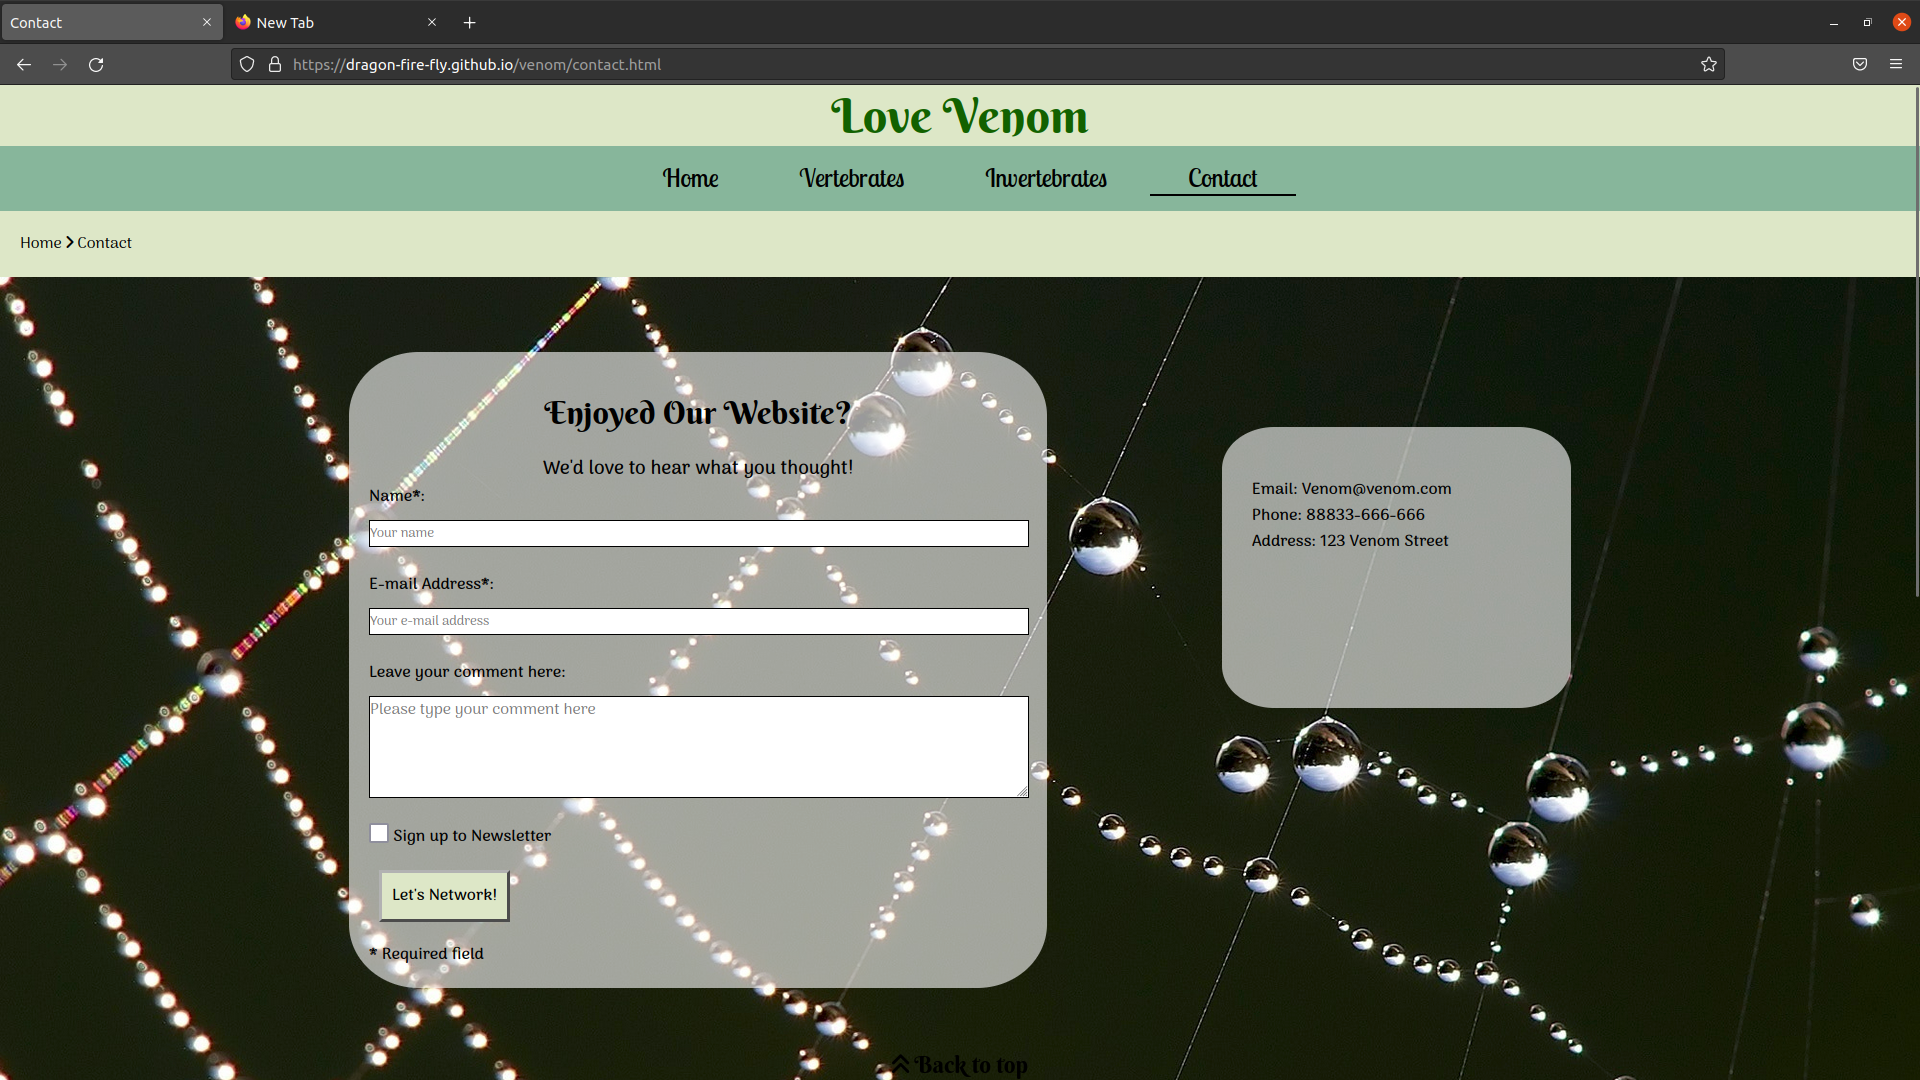 Contact
New Tab
https://dragon-fire-fly.github.io/venom/contact.html
Love Venom
Home Vertebrates Invertebrates Contact
Home Contact
Enjoyed Our Website?
We'd love to hear what you thought!
Name*:
Your name
E-mail Address*:
Your e-mail address
Leave your comment here:
Please type your comment here
Sign up to Newsletter
Let's Network!
* Required field
Email: Venom@venom.com
Phone: 88833-666-666
Address: 123 Venom Street
Back to top